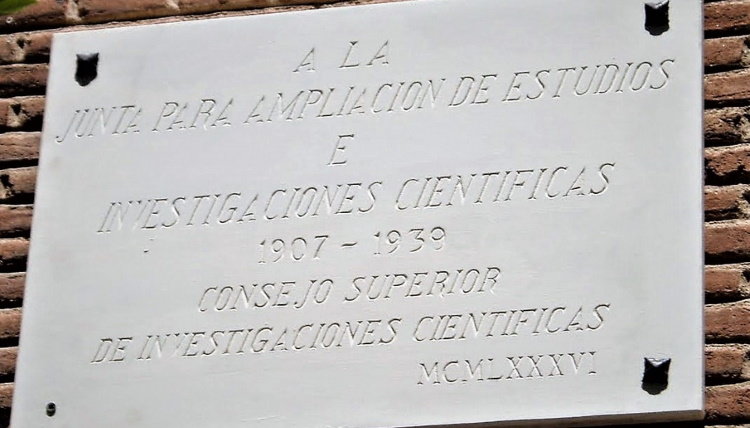 A LA
JUNTA PARA AMPLIACION DE ESTUDIOS
E
INVESTIGACIONES CIENTIFICAS
1907 - 1939
CONSEJO SUPERIOR
DE INVESTIGACIONES CIENTIFICAS
MCMLXXXVI